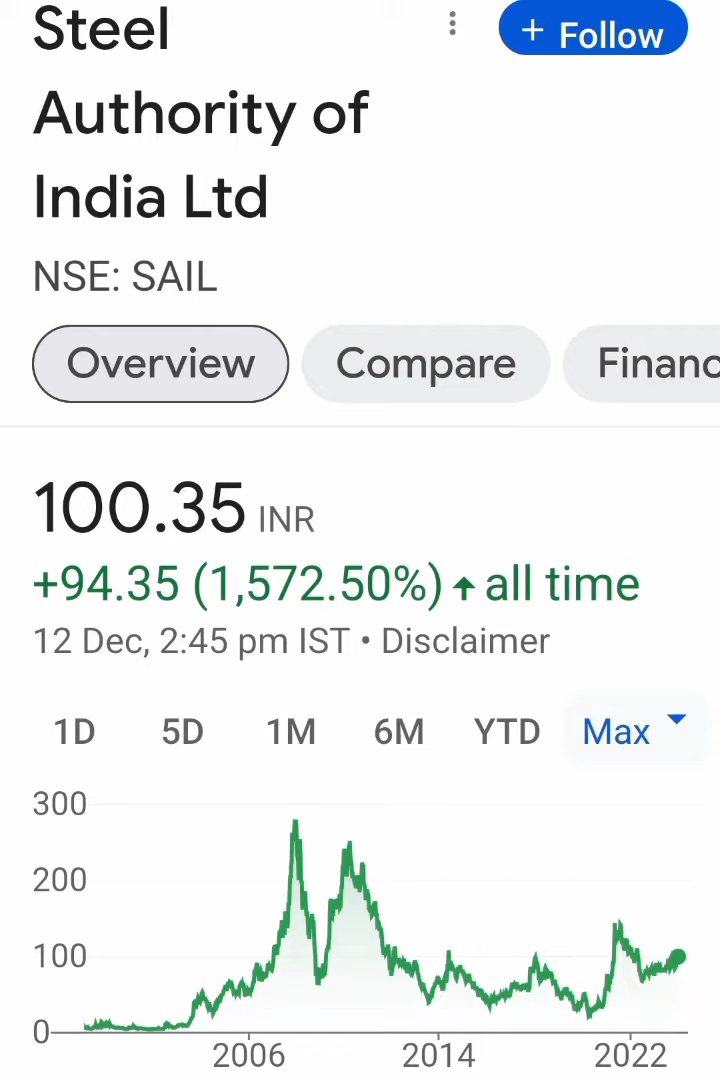 Steel
Authority of
India Ltd
+ Follow
NSE: SAIL
Overview Compare Financ
100.35 INR
+94.35 (1,572.50%) ↑ all time
12 Dec, 2:45 pm IST • Disclaimer
1D 5D 1M 6M YTD Max
300
200
100
0
2006 2014 2022